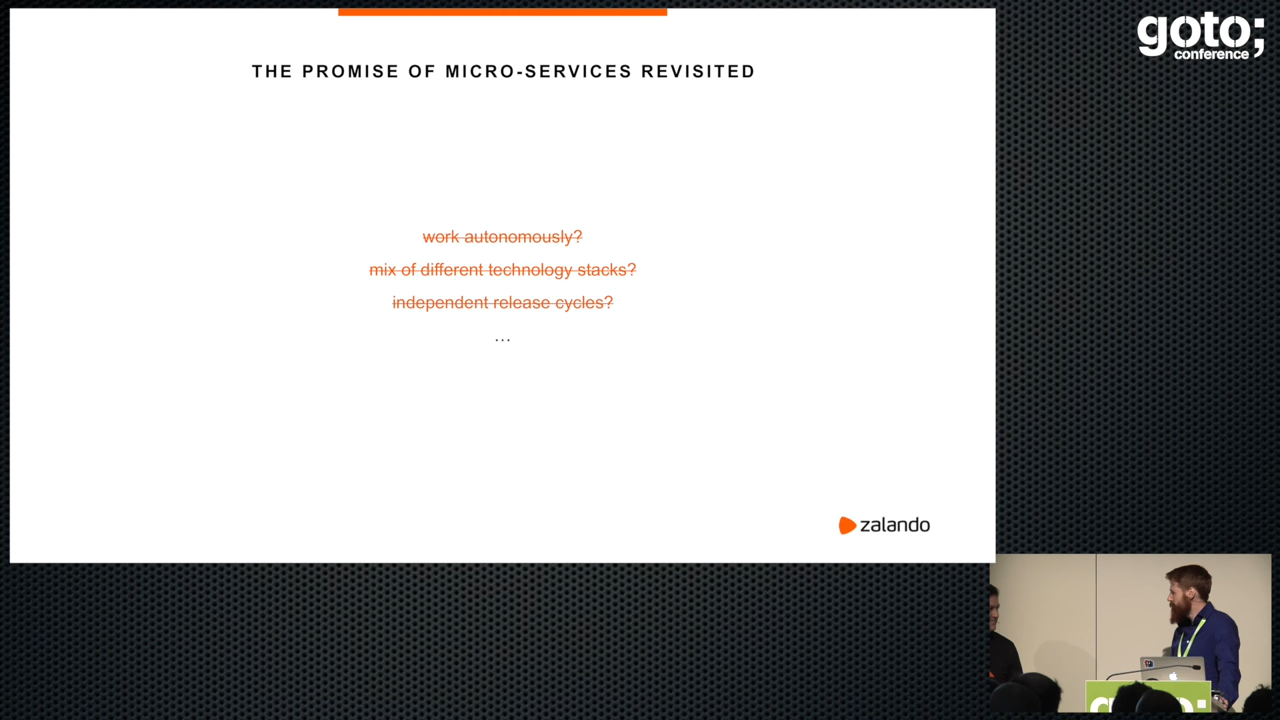 goto;
conference
THE PROMISE OF MICRO-SERVICES REVISITED
work autonomously?
mix of different technology stacks?
independent release cycles?
...
zalando